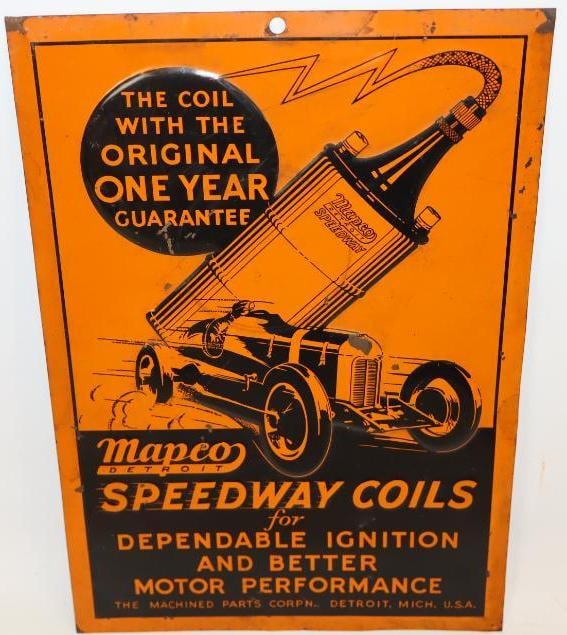 THE COIL
WITH THE
ORIGINAL
ONE YEAR
GUARANTEE
Mapco
SPEEDWAY
Mapco
DETROIT
SPEEDWAY COILS
for
DEPENDABLE IGNITION
AND BETTER
MOTOR PERFORMANCE
THE MACHINED PARTS CORPN., DETROIT, MICH. U.S.A.